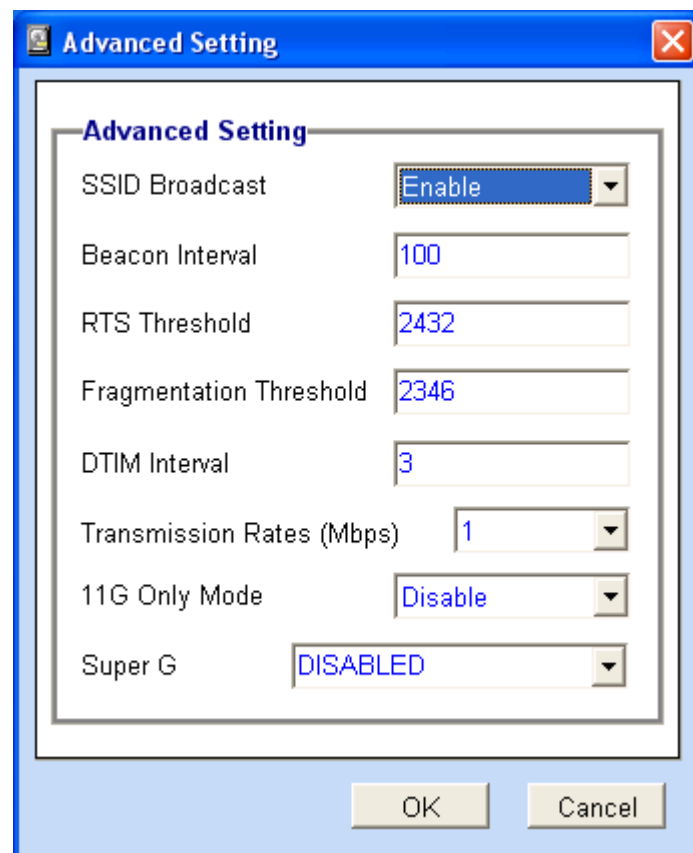 Advanced Setting
Advanced Setting
SSID Broadcast Enable
Beacon Interval 100
RTS Threshold 2432
Fragmentation Threshold 2346
DTIM Interval 3
Transmission Rates (Mbps) 1
11G Only Mode Disable
Super G DISABLED
OK Cancel